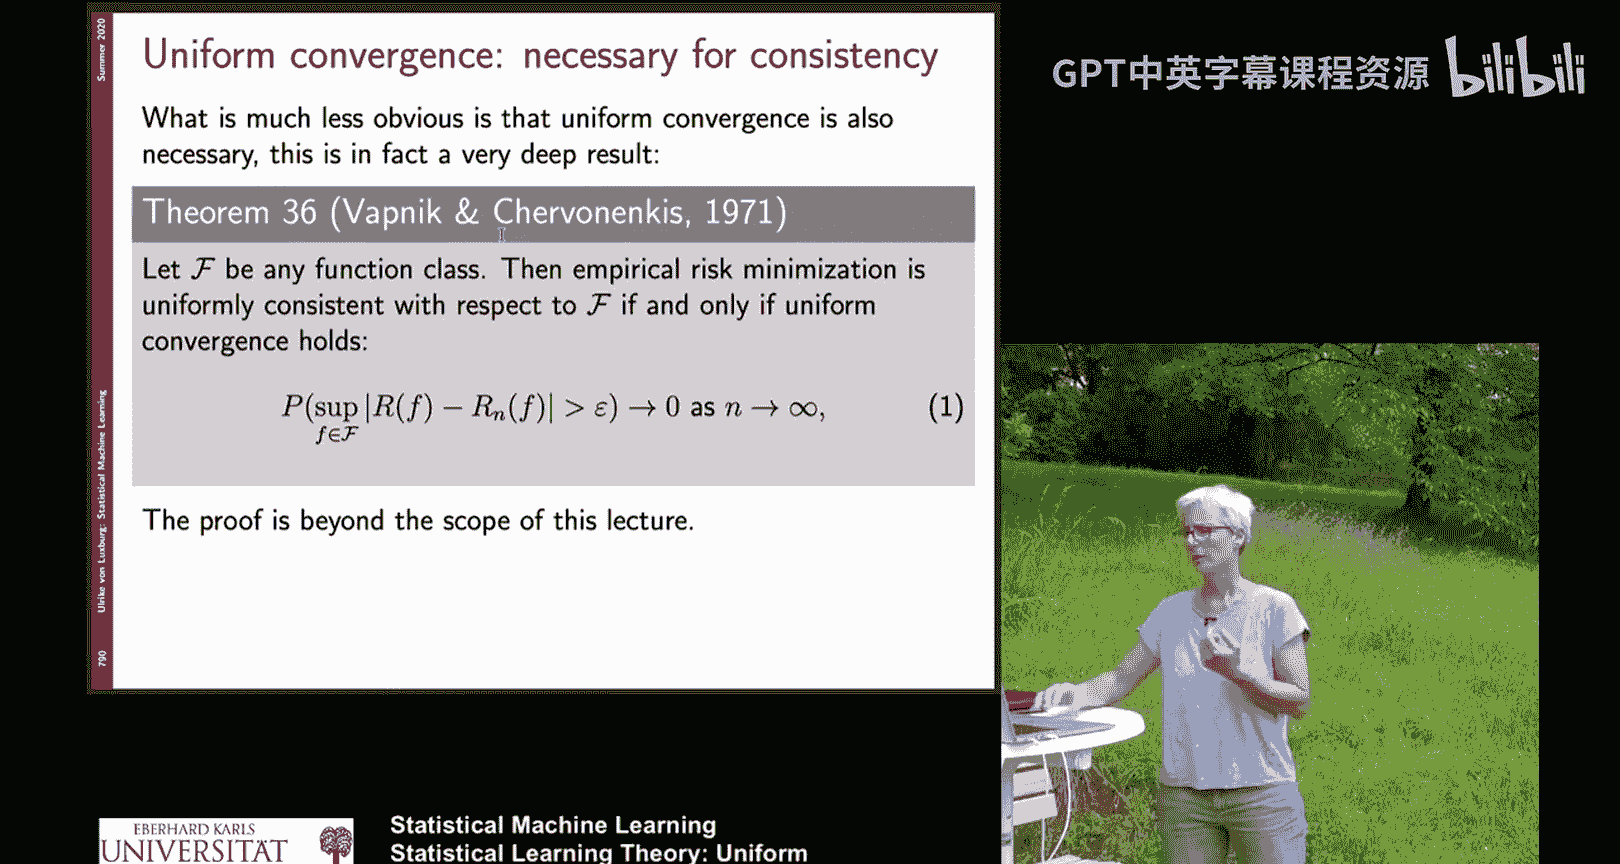 Uniform convergence: necessary for consistency
What is much less obvious is that uniform convergence is also
necessary, this is in fact a very deep result:
Theorem 36 (Vapnik & Chervonenkis, 1971)
Let F be any function class. Then empirical risk minimization is
uniformly consistent with respect to F if and only if uniform
convergence holds:
P(sup_{f∈F} |R(f) − R_n(f)| > ε) → 0 as n → ∞, (1)
The proof is beyond the scope of this lecture.
Summer 2020
Ulrike von Luxburg: Statistical Machine Learning
790
GPT中英字幕课程资源 bilibili
EBERHARD KARLS
UNIVERSITÄT
Statistical Machine Learning
Statistical Learning Theory: Uniform